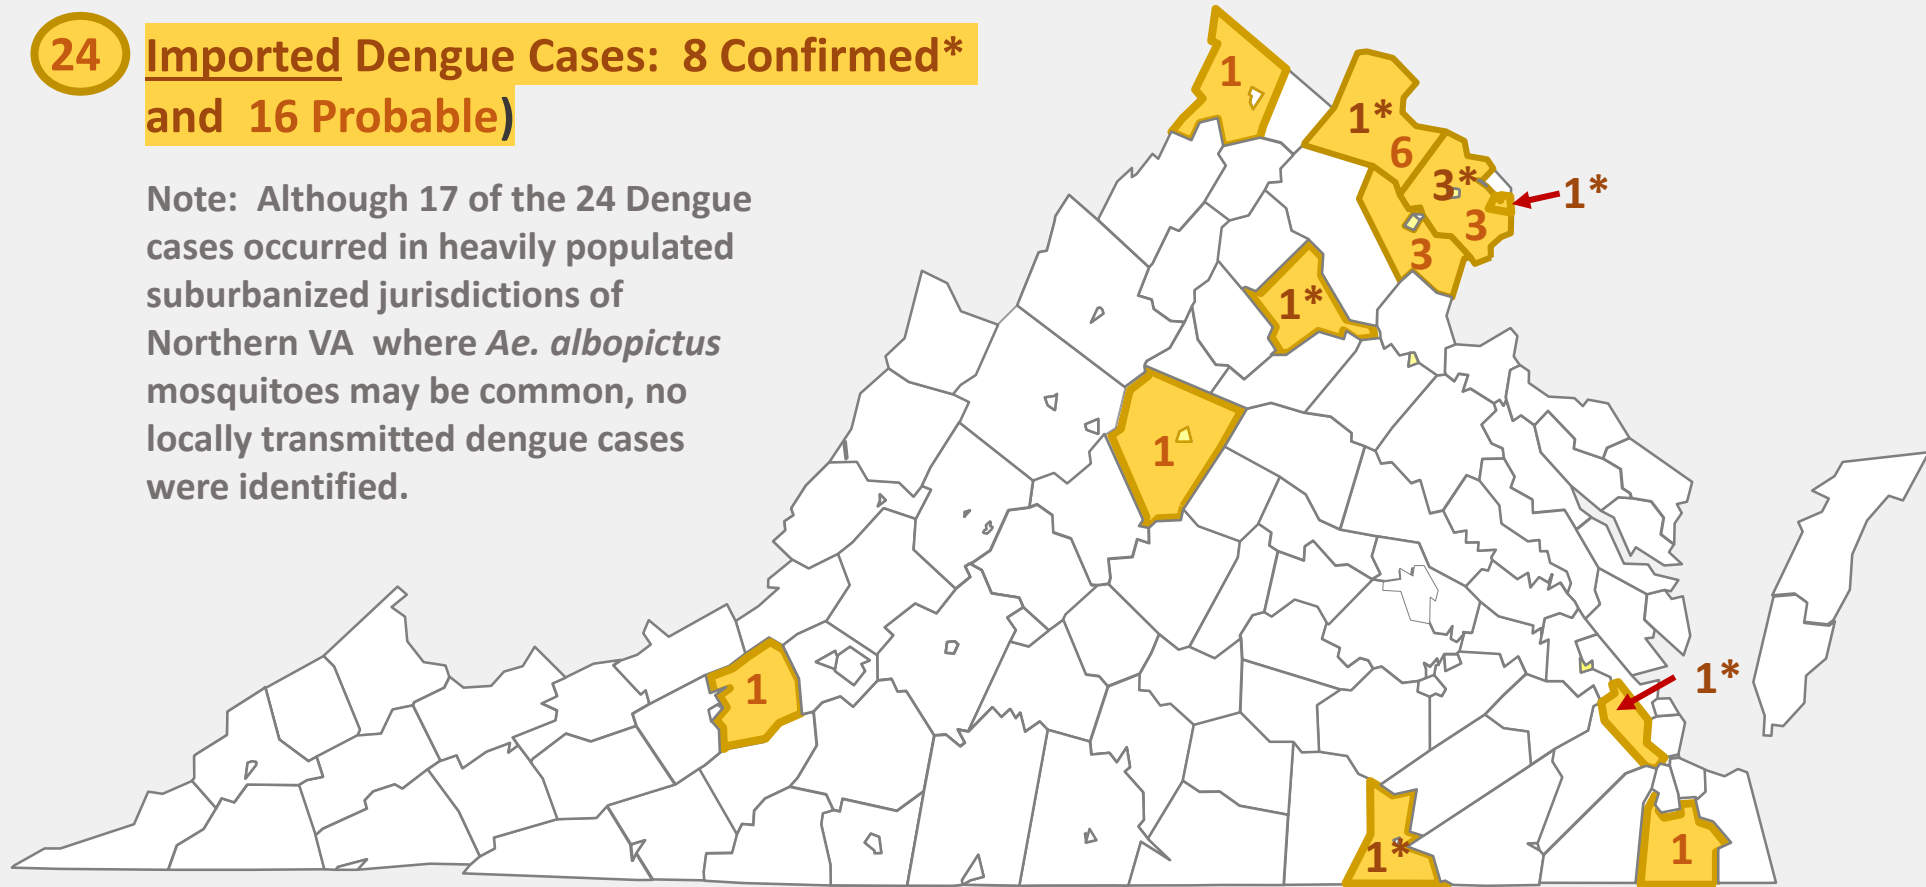 24 Imported Dengue Cases: 8 Confirmed*
and 16 Probable)
Note: Although 17 of the 24 Dengue
cases occurred in heavily populated
suburbanized jurisdictions of
Northern VA where Ae. albopictus
mosquitoes may be common, no
locally transmitted dengue cases
were identified.
1
1*
6
3*
1*
3
3
1*
1
1
1*
1*
1